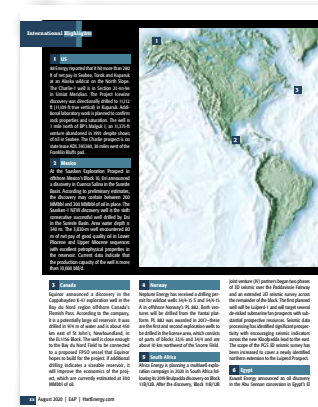 International Highlights
1 US
88 Energy reported that it hit more than 200
ft of net pay in Seabee, Torok and Kuparuk
at an Alaska wildcat on the North Slope.
The Charlie-1 well is in Section
in Umiat Meridian. The Project Icewine
discovery was directionally drilled to 11,112
ft (11,109 ft true vertical) in Kuparuk. Addi-
tional laboratory work is planned to confirm
rock properties and saturation. The well is
1 mile north of BP's Malguk 1, an 11,375-ft
venture abandoned in 1991 despite shows
of oil in Seabee. The Charlie prospect is on
state lease ADL 36 miles west of the
Franklin Bluffs pad.
2 Mexico
At the Saasken Exploration Prospect in
offshore Mexico's Block 10, Eni announced
a discovery in Cuenca Salina in the Sureste
Basin. According to preliminary estimates,
the discovery may contain between 200
MMbbl and 300 MMbbl of oil in place. The
Saasken-1 NFW discovery well is the sixth
consecutive successful well drilled by Eni
in the Sureste Basin. Area water depth is
340 m. The 3,830-m well encountered 80
m of net pay of good quality oil in Lower
Pliocene and Upper Miocene sequences
with excellent petrophysical properties in
the reservoir. Current data indicate that
the production capacity of the well is more
than 10,000 bbl/d.
3 Canada
Equinor announced a discovery in the
Cappahayden K-67 exploration well in the
Bay du Nord region offshore Canada's
Flemish Pass. According to the company,
it is a potentially large oil reservoir. It was
drilled in 974 m of water and is about 450
km east of St John's, Newfoundland, in
the EL1156 Block. The well is close enough
to the Bay du Nord Field to be connected
to a proposed FPSO vessel that Equinor
hopes to build for the project. If additional
drilling indicates a sizeable reservoir, it
will improve the economics of the proj-
ect, which are currently estimated at 300
MMbbl of oil.
4 Norway
Neptune Energy has received a drilling per-
mit for wildcat wells 34/9-1 S and 34/9-1
A in offshore Norway's PL 882. Both ven-
tures will be drilled from the Yantai plat-
form. PL 882 was awarded in 2017—these
are the first and second exploration wells to
be drilled in the license area, which consists
of parts of blocks 33/6 and 34/4 and are
about 18 km northwest of the Snorre Field.
5 South Africa
Africa Energy is planning a multiwell explo-
ration campaign in 2020 in South Africa fol-
lowing its 2019 Brulpadda discovery on Block
11B/12B. After the discovery, Block 11B/12B
joint venture (JV) partners began two phases
of 3D seismic over the Paddavissie Fairway
and an extended 2D seismic survey across
the remainder of the block. The first planned
well will be Luiperd-1 and will target several
de-risked submarine fan prospects with sub-
stantial prospective resources. Seismic data
processing has identified significant prospec-
tivity with encouraging seismic indicators
across the new Kloofpadda lead to the east.
The scope of the PGS 3D seismic survey has
been increased to cover a newly identified
northern extension to the Luiperd Prospect.
6 Egypt
Kuwait Energy announced an oil discovery
in the Abu Sennan concession in Egypt's El
1
3
2
22 August 2020 | E&P | HartEnergy.com